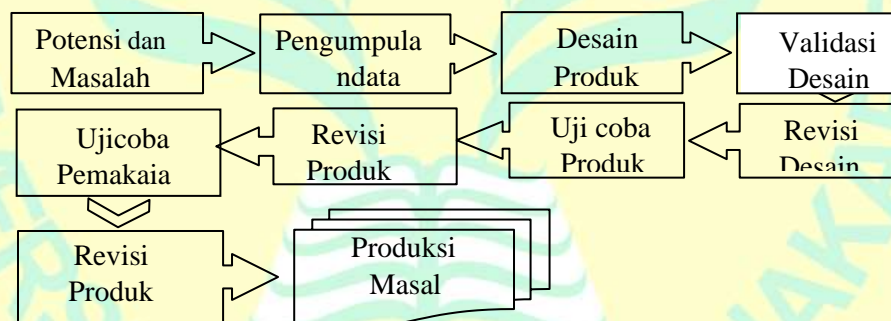 Potensi dan
Masalah
Pengumpula
ndata
Desain
Produk
Validasi
Desain
Revisi
Desain
Uji coba
Produk
Revisi
Produk
Ujicoba
Pemakaia
Revisi
Produk
Produksi
Masal